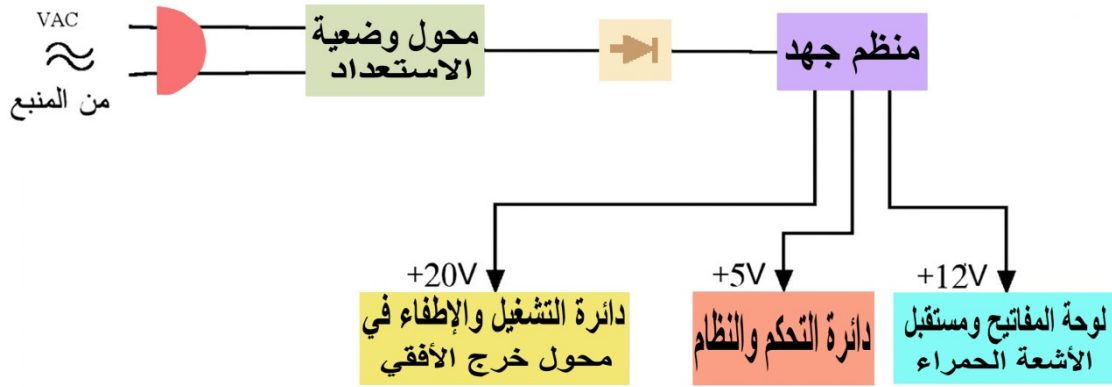 VAC
من المنبع
محول وضعية
الاستعداد
منظم جهد
+20V
+5V
+12V
دائرة التشغيل والإطفاء في
محول خرج الأفقي
دائرة التحكم والنظام
لوحة المفاتيح ومستقبل
الأشعة الحمراء